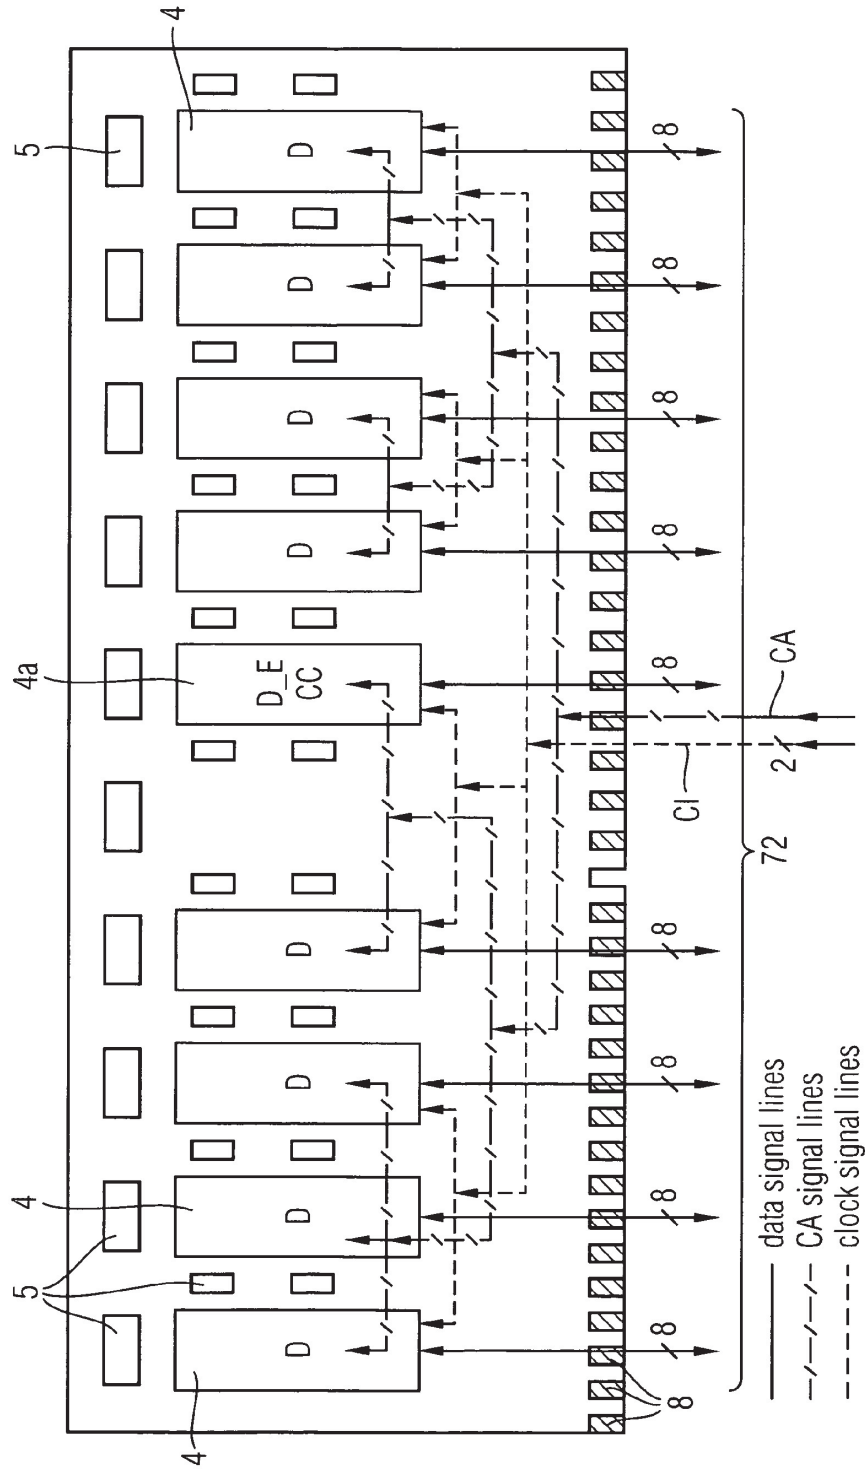 5 4 4a 5
4
4
D D D D D_E D D D D
CC
8 8 8 8 8 8 8 8 8
8
CI
72
2
CA
data signal lines
CA signal lines
clock signal lines